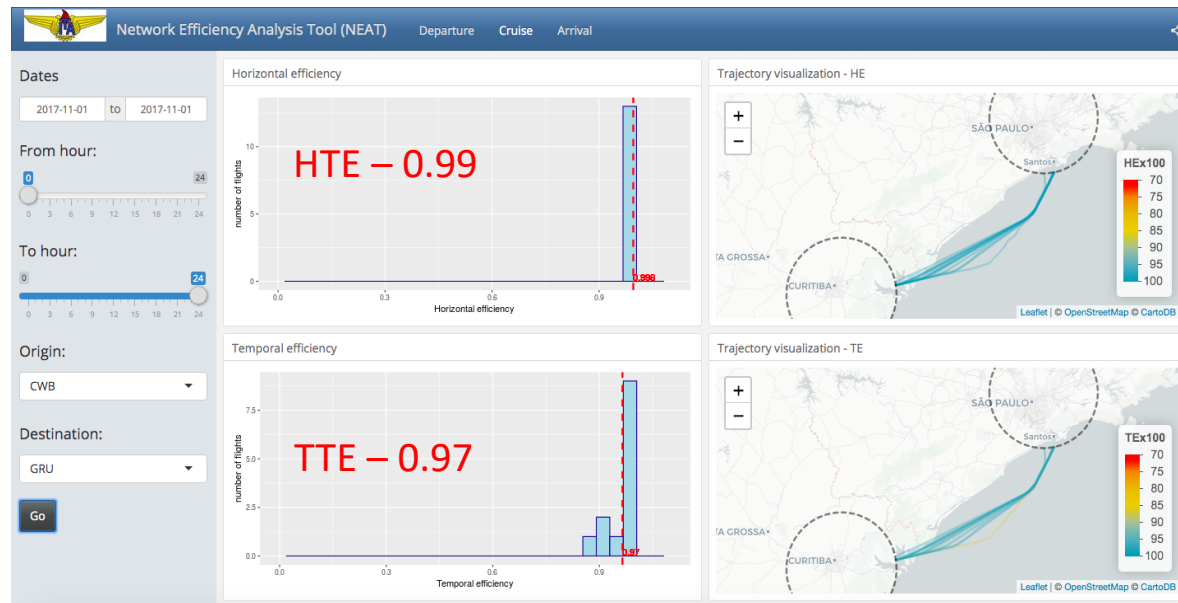 Network Efficiency Analysis Tool (NEAT) Departure Cruise Arrival
Dates
2017-11-01 to 2017-11-01
From hour:
0 24
0 3 6 9 12 15 18 21 24
To hour:
0 24
0 3 6 9 12 15 18 21 24
Origin:
CWB
Destination:
GRU
Go
Horizontal efficiency
HTE – 0.99
number of flights
10
5
0
0.0 0.3 0.6 0.9
Horizontal efficiency
Trajectory visualization - HE
+
−
SÃO PAULO
Santos
TA GROSSA
CURITIBA
HEx100
70
75
80
85
90
95
100
Leaflet | © OpenStreetMap © CartoDB
Temporal efficiency
TTE – 0.97
number of flights
7.5
5.0
2.5
0.0
0.97
0.0 0.3 0.6 0.9
Temporal efficiency
Trajectory visualization - TE
+
−
SÃO PAULO
Santos
TA GROSSA
CURITIBA
TEx100
70
75
80
85
90
95
100
Leaflet | © OpenStreetMap © CartoDB